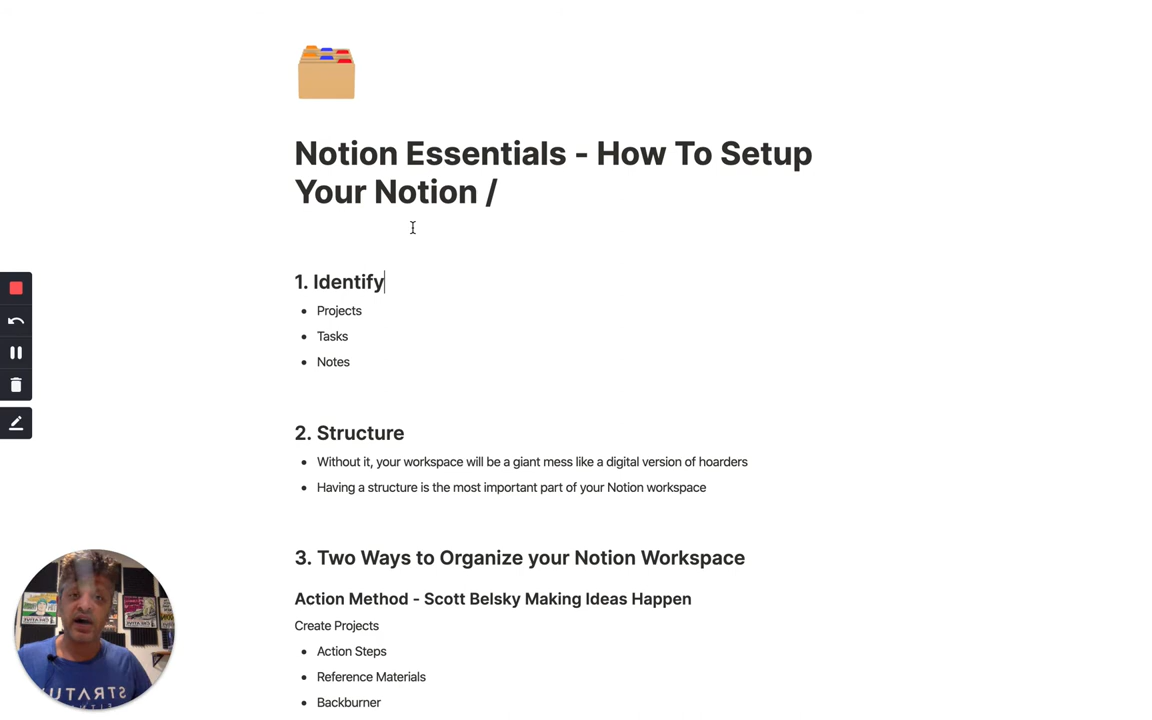 Notion Essentials - How To Setup
Your Notion /
1. Identify
Projects
Tasks
Notes
2. Structure
Without it, your workspace will be a giant mess like a digital version of hoarders
Having a structure is the most important part of your Notion workspace
3. Two Ways to Organize your Notion Workspace
Action Method - Scott Belsky Making Ideas Happen
Create Projects
Action Steps
Reference Materials
Backburner
STRATU